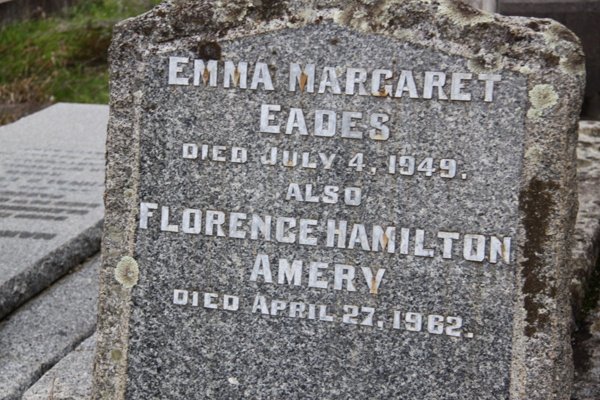 EMMA MARGARET
EADES
DIED JULY 4, 1949.
ALSO
FLORENCE HAMILTON
AMERY
DIED APRIL 27, 1962.